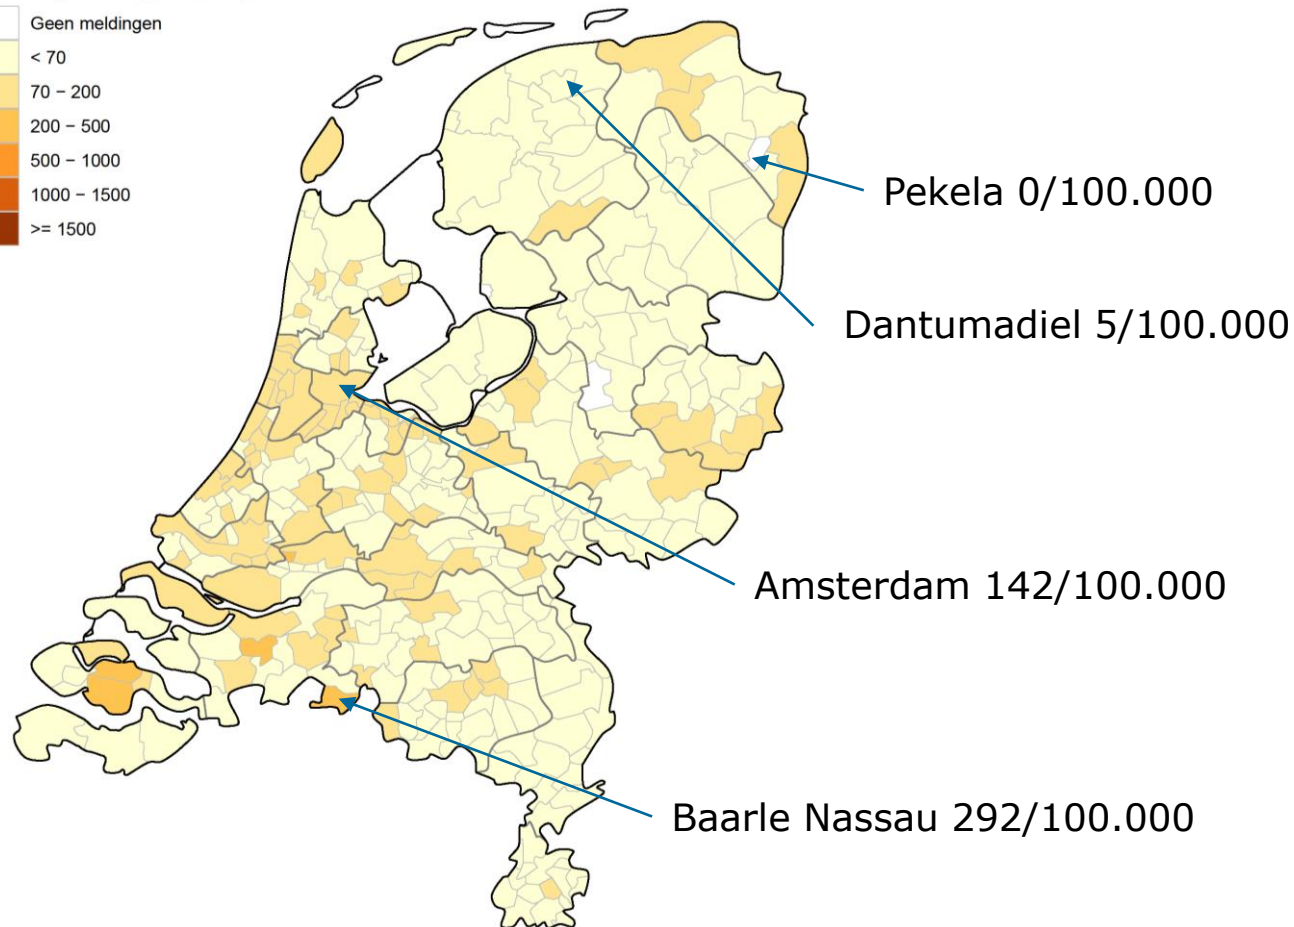 Geen meldingen
< 70
70 – 200
200 – 500
500 – 1000
1000 – 1500
>= 1500
Pekela 0/100.000
Dantumadiel 5/100.000
Amsterdam 142/100.000
Baarle Nassau 292/100.000